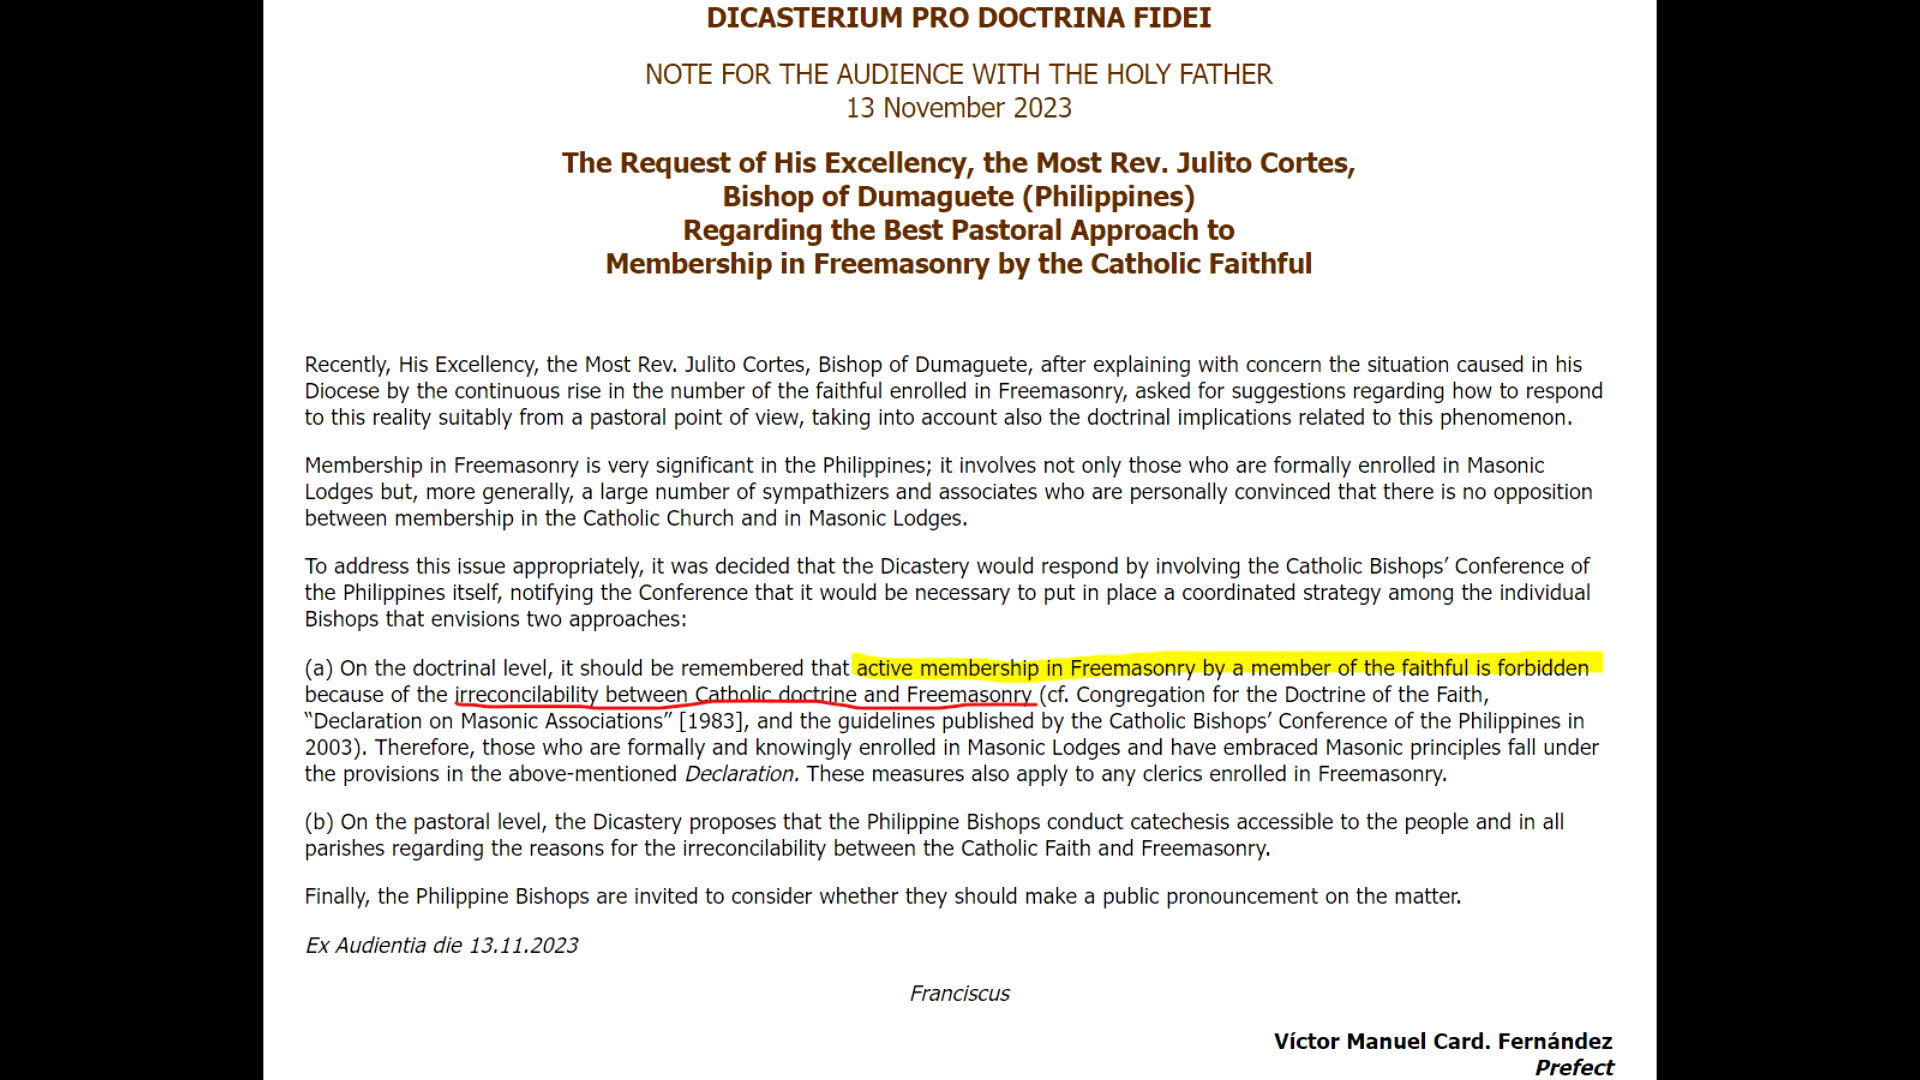 DICASTERIUM PRO DOCTRINA FIDEI
NOTE FOR THE AUDIENCE WITH THE HOLY FATHER
13 November 2023
The Request of His Excellency, the Most Rev. Julito Cortes,
Bishop of Dumaguete (Philippines)
Regarding the Best Pastoral Approach to
Membership in Freemasonry by the Catholic Faithful
Recently, His Excellency, the Most Rev. Julito Cortes, Bishop of Dumaguete, after explaining with concern the situation caused in his
Diocese by the continuous rise in the number of the faithful enrolled in Freemasonry, asked for suggestions regarding how to respond
to this reality suitably from a pastoral point of view, taking into account also the doctrinal implications related to this phenomenon.
Membership in Freemasonry is very significant in the Philippines; it involves not only those who are formally enrolled in Masonic
Lodges but, more generally, a large number of sympathizers and associates who are personally convinced that there is no opposition
between membership in the Catholic Church and in Masonic Lodges.
To address this issue appropriately, it was decided that the Dicastery would respond by involving the Catholic Bishops’ Conference of
the Philippines itself, notifying the Conference that it would be necessary to put in place a coordinated strategy among the individual
Bishops that envisions two approaches:
(a) On the doctrinal level, it should be remembered that active membership in Freemasonry by a member of the faithful is forbidden
because of the irreconcilability between Catholic doctrine and Freemasonry (cf. Congregation for the Doctrine of the Faith,
“Declaration on Masonic Associations” [1983], and the guidelines published by the Catholic Bishops’ Conference of the Philippines in
2003). Therefore, those who are formally and knowingly enrolled in Masonic Lodges and have embraced Masonic principles fall under
the provisions in the above-mentioned Declaration. These measures also apply to any clerics enrolled in Freemasonry.
(b) On the pastoral level, the Dicastery proposes that the Philippine Bishops conduct catechesis accessible to the people and in all
parishes regarding the reasons for the irreconcilability between the Catholic Faith and Freemasonry.
Finally, the Philippine Bishops are invited to consider whether they should make a public pronouncement on the matter.
Ex Audientia die 13.11.2023
Franciscus
Víctor Manuel Card. Fernández
Prefect